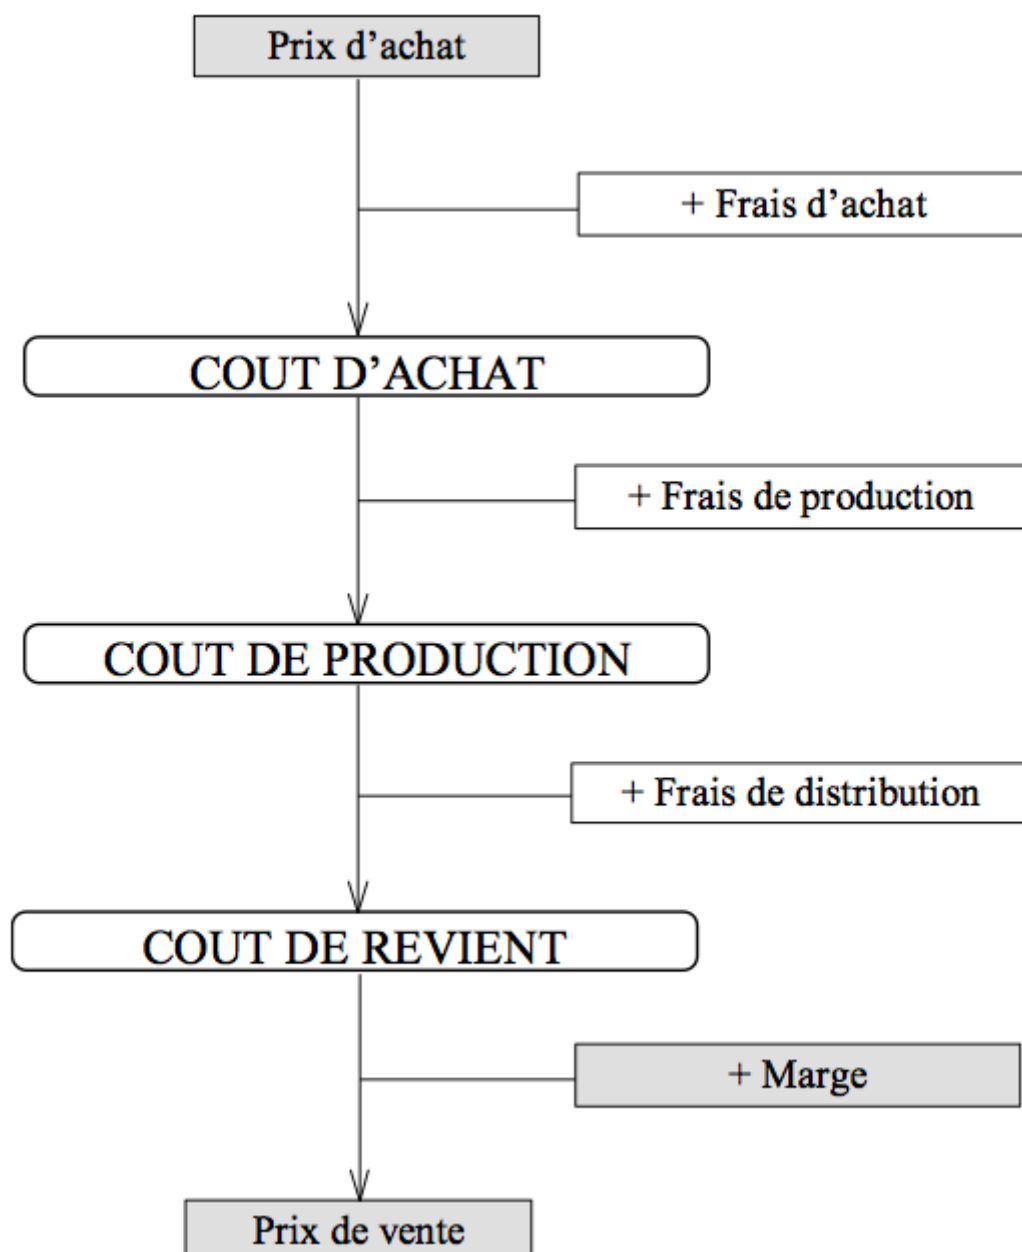 Prix d’achat
+ Frais d’achat
COUT D’ACHAT
+ Frais de production
COUT DE PRODUCTION
+ Frais de distribution
COUT DE REVIENT
+ Marge
Prix de vente